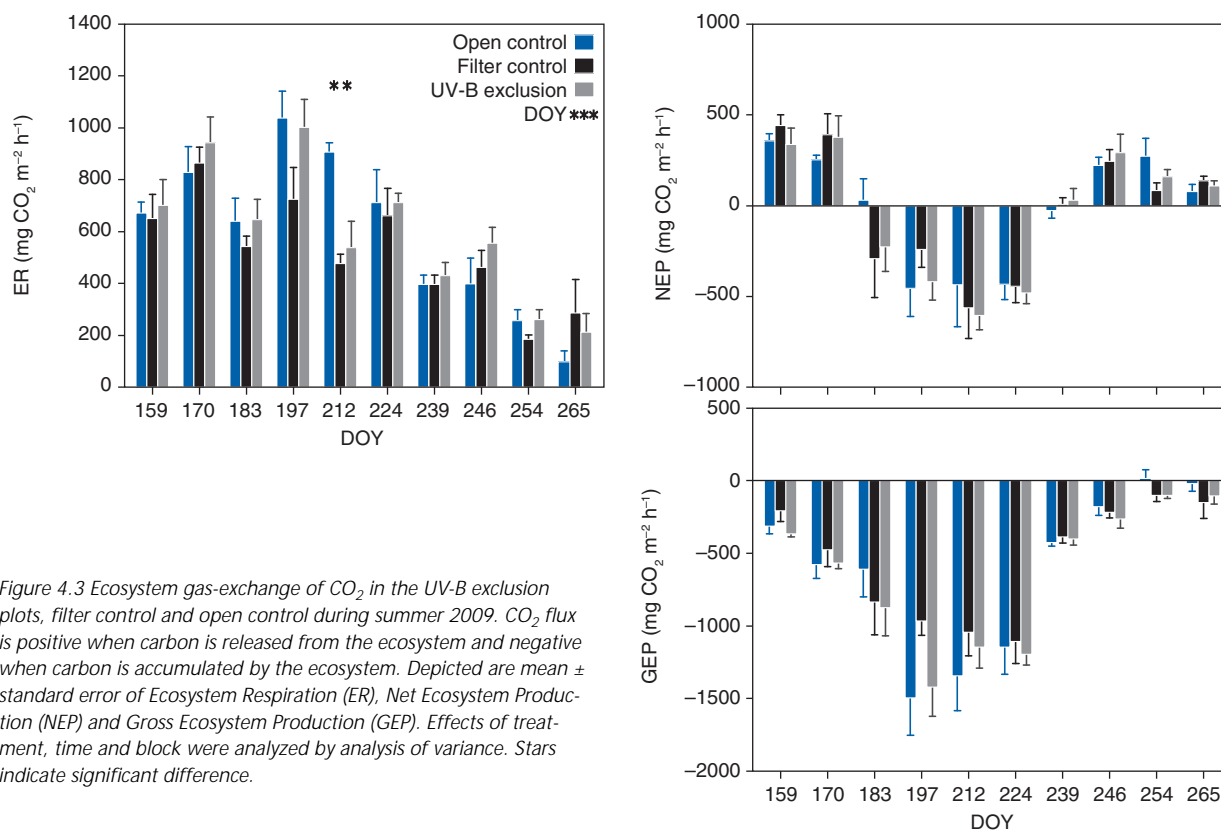 1400
1200
1000
800
600
400
200
0
ER (mg CO₂ m⁻² h⁻¹)
Open control
Filter control
UV-B exclusion
DOY ***
**
159 170 183 197 212 224 239 246 254 265
DOY
1000
500
0
−500
−1000
NEP (mg CO₂ m⁻² h⁻¹)
500
0
−500
−1000
−1500
−2000
GEP (mg CO₂ m⁻² h⁻¹)
159 170 183 197 212 224 239 246 254 265
DOY
Figure 4.3 Ecosystem gas-exchange of CO₂ in the UV-B exclusion
plots, filter control and open control during summer 2009. CO₂ flux
is positive when carbon is released from the ecosystem and negative
when carbon is accumulated by the ecosystem. Depicted are mean ±
standard error of Ecosystem Respiration (ER), Net Ecosystem Produc-
tion (NEP) and Gross Ecosystem Production (GEP). Effects of treat-
ment, time and block were analyzed by analysis of variance. Stars
indicate significant difference.